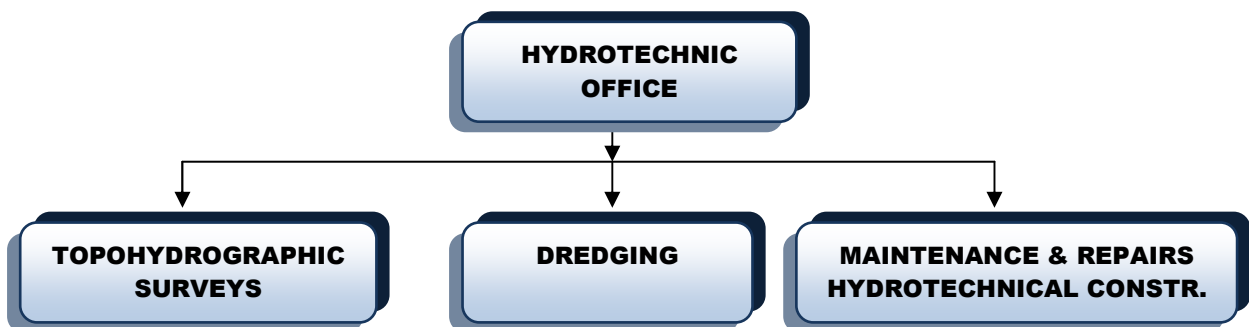 HYDROTECHNIC
OFFICE
TOPOHYDROGRAPHIC
SURVEYS
DREDGING
MAINTENANCE & REPAIRS
HYDROTECHNICAL CONSTR.